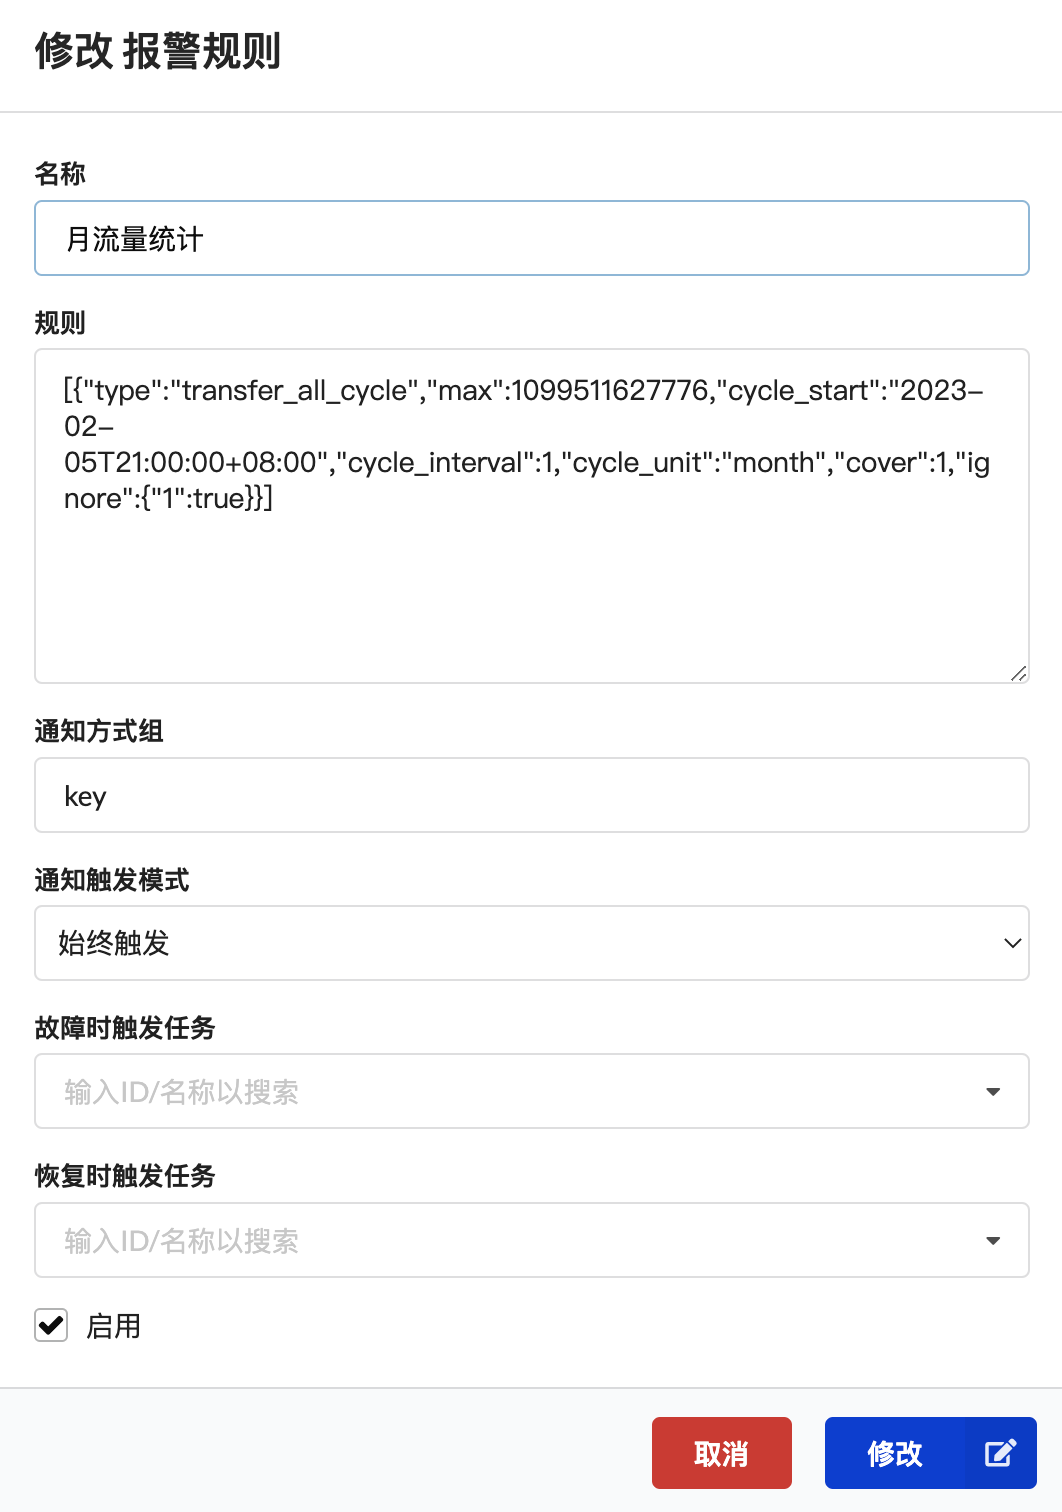 修改 报警规则
名称
月流量统计
规则
[{"type":"transfer_all_cycle","max":1099511627776,"cycle_start":"2023-
02-
05T21:00:00+08:00","cycle_interval":1,"cycle_unit":"month","cover":1,"ig
nore":{"1":true}}]
通知方式组
key
通知触发模式
始终触发
故障时触发任务
输入ID/名称以搜索
恢复时触发任务
输入ID/名称以搜索
启用
取消
修改